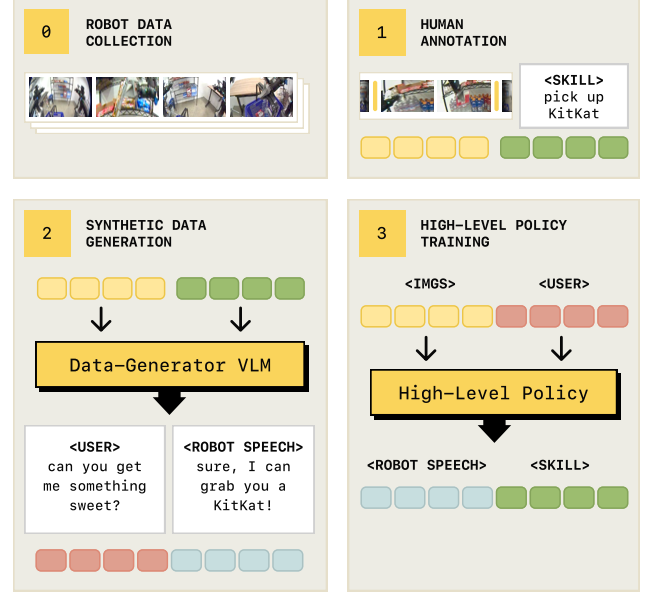 0
ROBOT DATA
COLLECTION
1
HUMAN
ANNOTATION
<SKILL>
pick up
KitKat
2
SYNTHETIC DATA
GENERATION
Data-Generator VLM
<USER>
can you get
me something
sweet?
<ROBOT SPEECH>
sure, I can
grab you a
KitKat!
3
HIGH-LEVEL POLICY
TRAINING
<IMGS>
<USER>
High-Level Policy
<ROBOT SPEECH>
<SKILL>